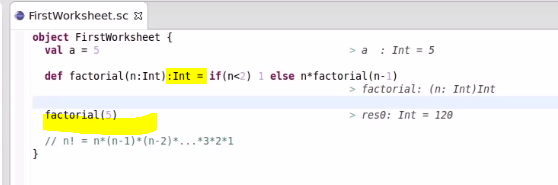 FirstWorksheet.sc
object FirstWorksheet {
val a = 5 > a : Int = 5
def factorial(n:Int):Int = if(n<2) 1 else n*factorial(n-1)
> factorial: (n: Int)Int
factorial(5) > res0: Int = 120
// n! = n*(n-1)*(n-2)*...*3*2*1
}